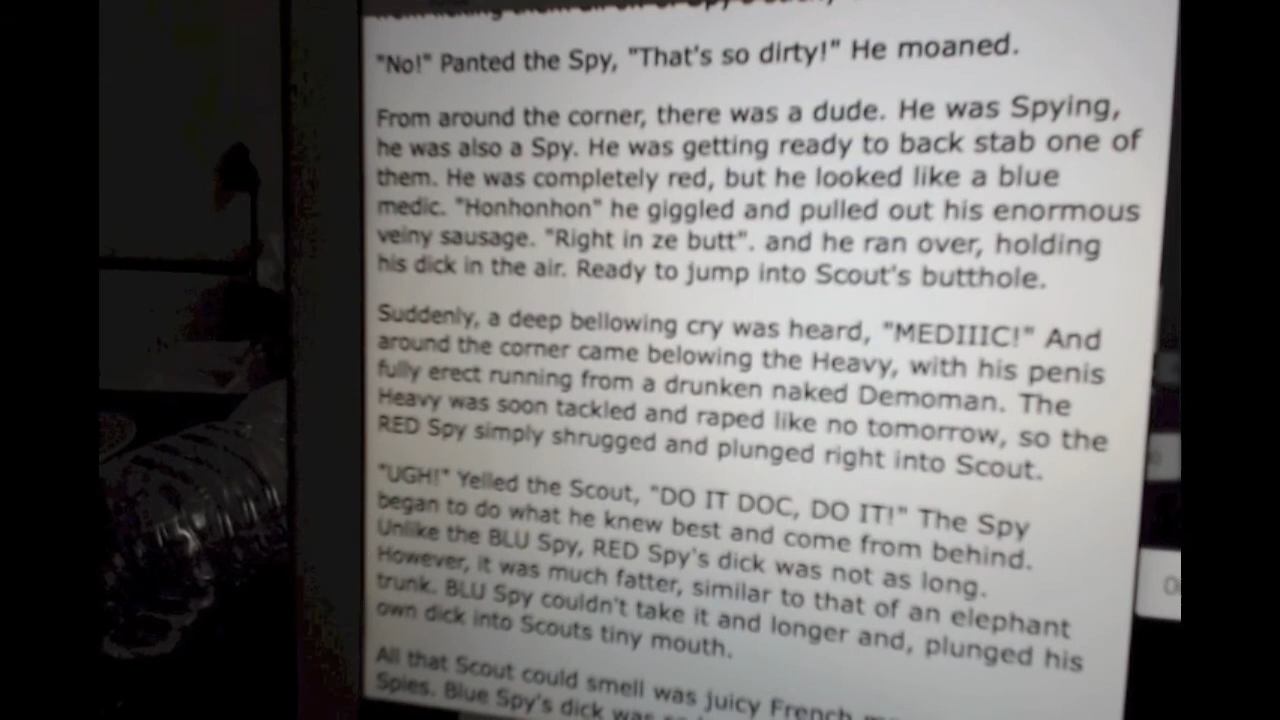 "No!" Panted the Spy, "That's so dirty!" He moaned.
From around the corner, there was a dude. He was Spying,
he was also a Spy. He was getting ready to back stab one of
them. He was completely red, but he looked like a blue
medic. "Honhonhon" he giggled and pulled out his enormous
veiny sausage. "Right in ze butt". and he ran over, holding
his dick in the air. Ready to jump into Scout's butthole.
Suddenly, a deep bellowing cry was heard, "MEDIIIC!" And
around the corner came belowing the Heavy, with his penis
fully erect running from a drunken naked Demoman. The
Heavy was soon tackled and raped like no tomorrow, so the
RED Spy simply shrugged and plunged right into Scout.
"UGH!" Yelled the Scout, "DO IT DOC, DO IT!" The Spy
began to do what he knew best and come from behind.
Unlike the BLU Spy, RED Spy's dick was not as long.
However, it was much fatter, similar to that of an elephant
trunk. BLU Spy couldn't take it and longer and, plunged his
own dick into Scouts tiny mouth.
All that Scout could smell was juicy French
Spies. Blue Spy's dick was